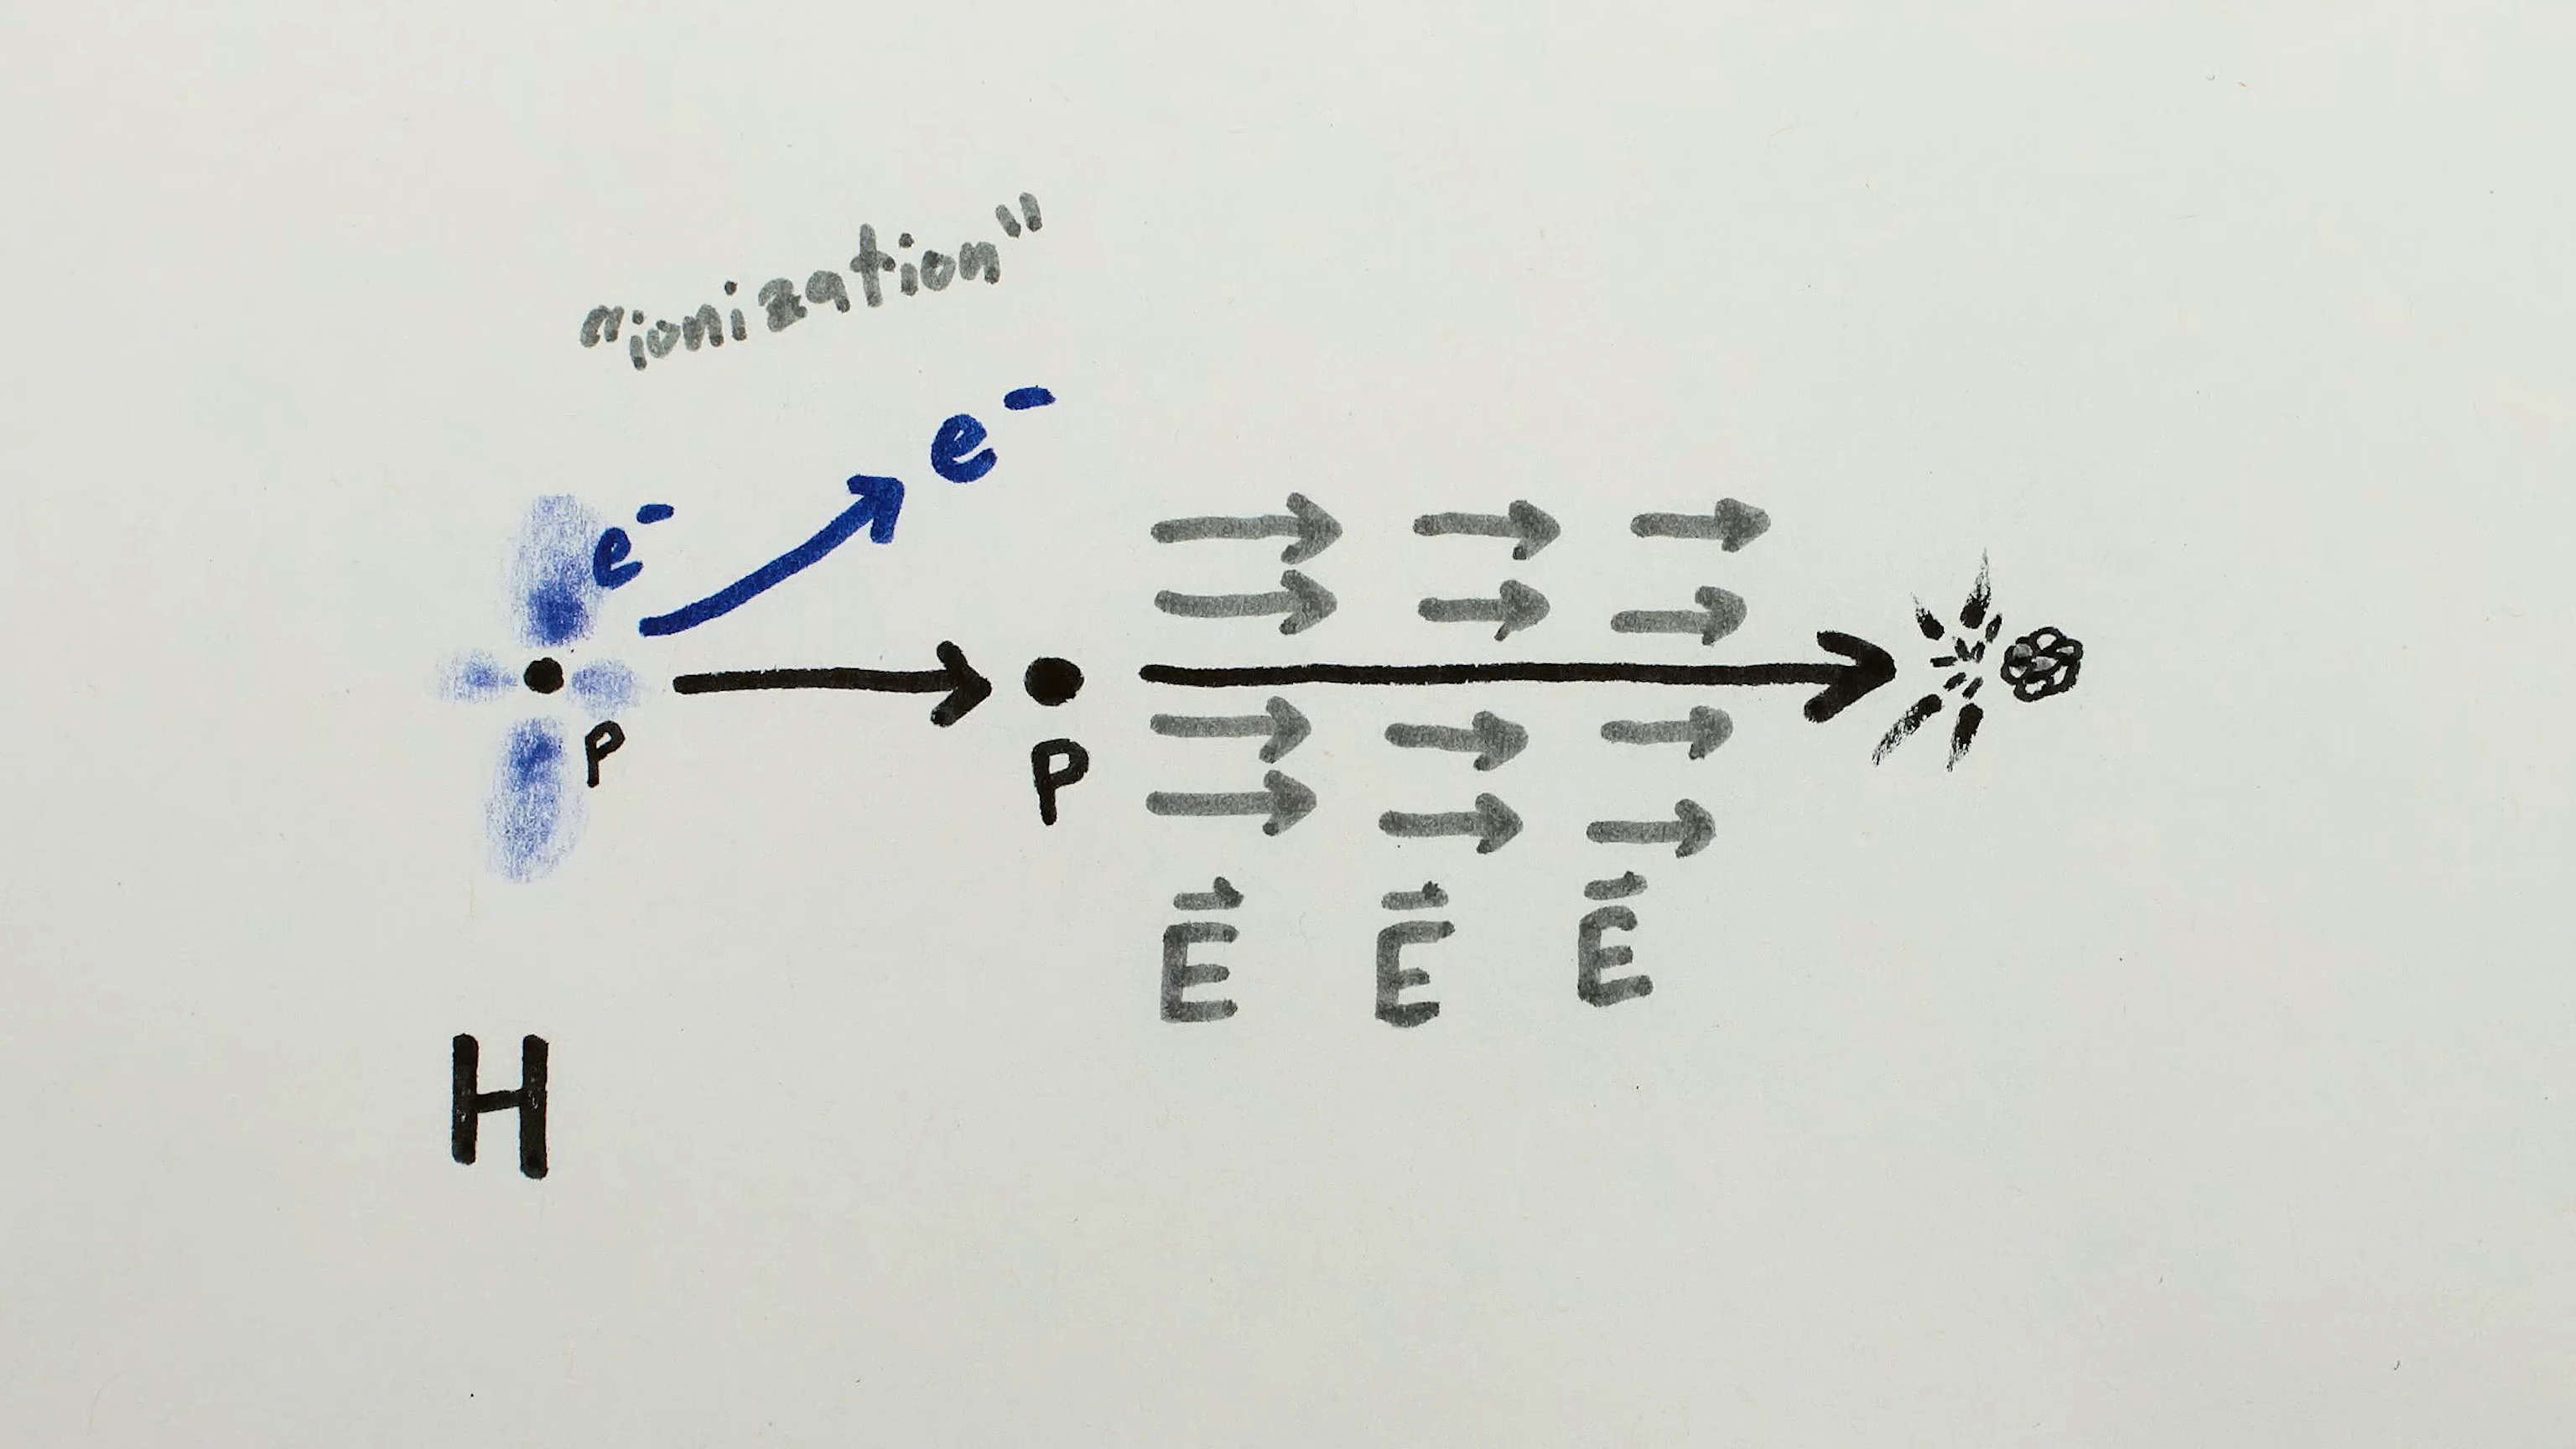 "ionization"
e⁻
e⁻
P
P
E⃗ E⃗ E⃗
H